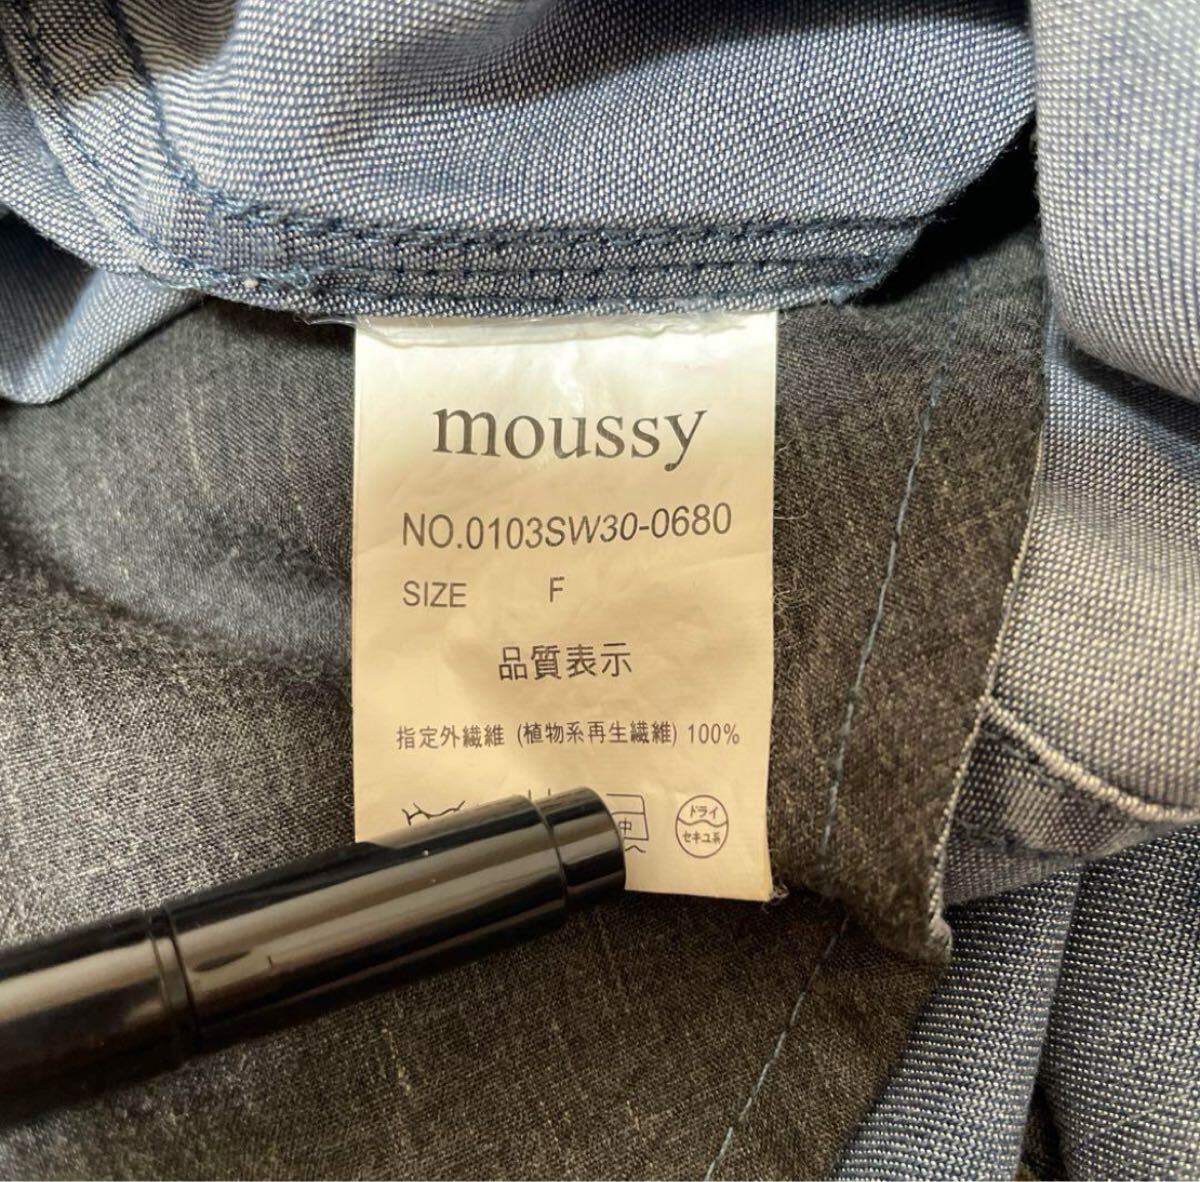 moussy
NO.0103SW30-0680
SIZE F
品質表示
指定外繊維 (植物系再生繊維) 100%
中
ドライ
セキユ系